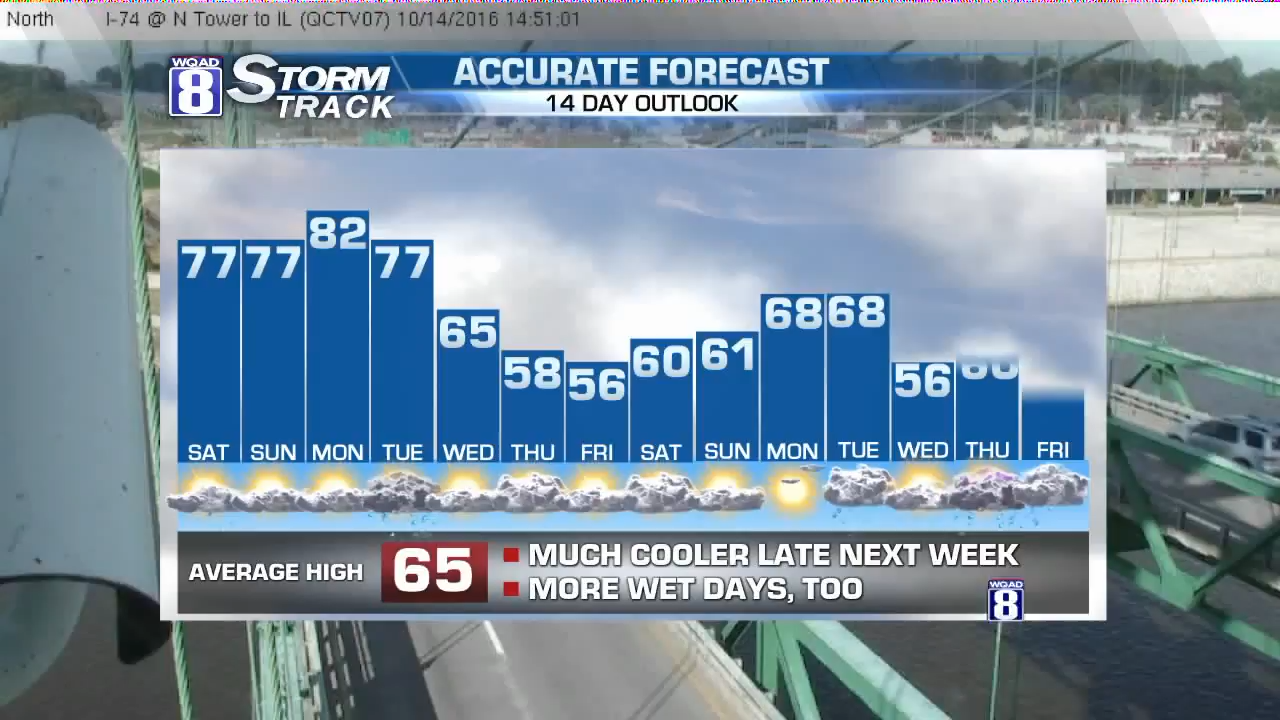 North I-74 @ N Tower to IL (QCTV07) 10/14/2016 14:51:01
WQAD
8 STORM
TRACK
ACCURATE FORECAST
14 DAY OUTLOOK
77 77 82 77 65 58 56 60 61 68 68 56
SAT SUN MON TUE WED THU FRI SAT SUN MON TUE WED THU FRI
AVERAGE HIGH 65
MUCH COOLER LATE NEXT WEEK
MORE WET DAYS, TOO
WQAD
8